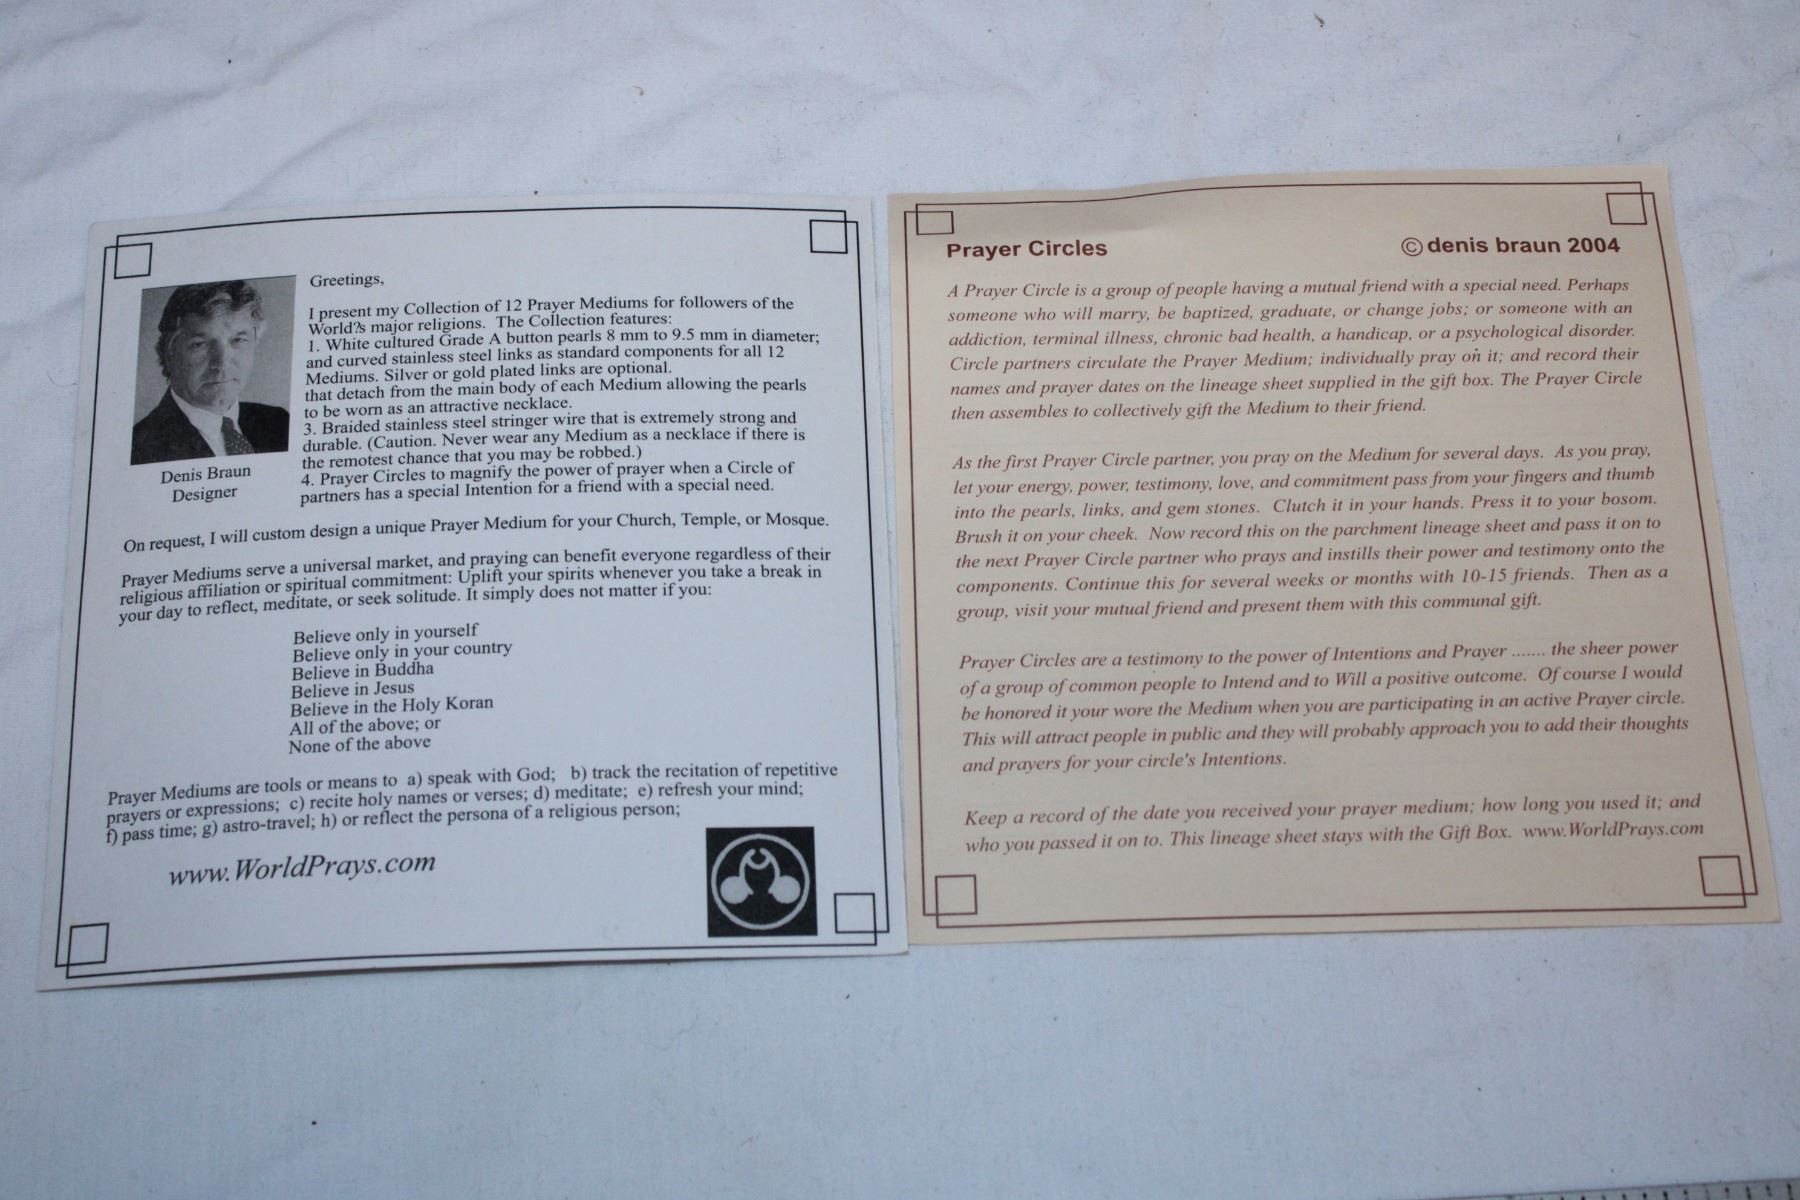 Greetings,
I present my Collection of 12 Prayer Mediums for followers of the
World?s major religions.  The Collection features:
1. White cultured Grade A button pearls 8 mm to 9.5 mm in diameter;
and curved stainless steel links as standard components for all 12
Mediums. Silver or gold plated links are optional.
that detach from the main body of each Medium allowing the pearls
to be worn as an attractive necklace.
3. Braided stainless steel stringer wire that is extremely strong and
durable. (Caution. Never wear any Medium as a necklace if there is
the remotest chance that you may be robbed.)
4. Prayer Circles to magnify the power of prayer when a Circle of
partners has a special Intention for a friend with a special need.
Denis Braun
Designer
On request, I will custom design a unique Prayer Medium for your Church, Temple, or Mosque.
Prayer Mediums serve a universal market, and praying can benefit everyone regardless of their
religious affiliation or spiritual commitment: Uplift your spirits whenever you take a break in
your day to reflect, meditate, or seek solitude. It simply does not matter if you:
Believe only in yourself
Believe only in your country
Believe in Buddha
Believe in Jesus
Believe in the Holy Koran
All of the above; or
None of the above
Prayer Mediums are tools or means to  a) speak with God;  b) track the recitation of repetitive
prayers or expressions;  c) recite holy names or verses; d) meditate;  e) refresh your mind;
f) pass time; g) astro-travel; h) or reflect the persona of a religious person;
www.WorldPrays.com
Prayer Circles © denis braun 2004
A Prayer Circle is a group of people having a mutual friend with a special need. Perhaps
someone who will marry, be baptized, graduate, or change jobs; or someone with an
addiction, terminal illness, chronic bad health, a handicap, or a psychological disorder.
Circle partners circulate the Prayer Medium; individually pray on it; and record their
names and prayer dates on the lineage sheet supplied in the gift box. The Prayer Circle
then assembles to collectively gift the Medium to their friend.
As the first Prayer Circle partner, you pray on the Medium for several days.  As you pray,
let your energy, power, testimony, love, and commitment pass from your fingers and thumb
into the pearls, links, and gem stones.  Clutch it in your hands. Press it to your bosom.
Brush it on your cheek.  Now record this on the parchment lineage sheet and pass it on to
the next Prayer Circle partner who prays and instills their power and testimony onto the
components. Continue this for several weeks or months with 10-15 friends.  Then as a
group, visit your mutual friend and present them with this communal gift.
Prayer Circles are a testimony to the power of Intentions and Prayer ....... the sheer power
of a group of common people to Intend and to Will a positive outcome.  Of course I would
be honored it your wore the Medium when you are participating in an active Prayer circle.
This will attract people in public and they will probably approach you to add their thoughts
and prayers for your circle's Intentions.
Keep a record of the date you received your prayer medium; how long you used it; and
who you passed it on to. This lineage sheet stays with the Gift Box.  www.WorldPrays.com